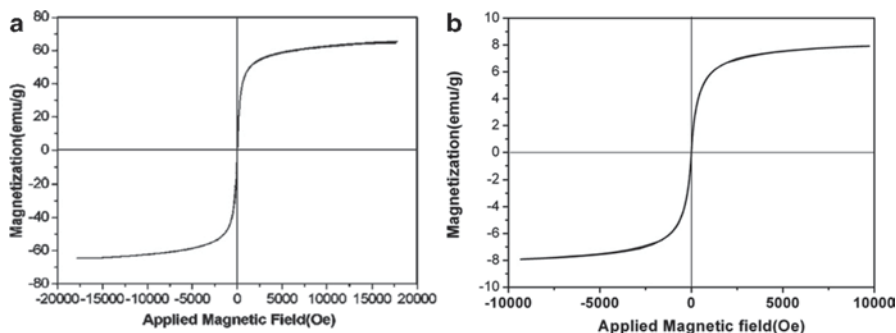 a
80
60
40
20
0
-20
-40
-60
-80
Magnetization(emu/g)
-20000 -15000 -10000 -5000 0 5000 10000 15000 20000
Applied Magnetic Field(Oe)
b
10
8
6
4
2
0
-2
-4
-6
-8
-10
Magnetization(emu/g)
-10000 -5000 0 5000 10000
Applied Magnetic field(Oe)